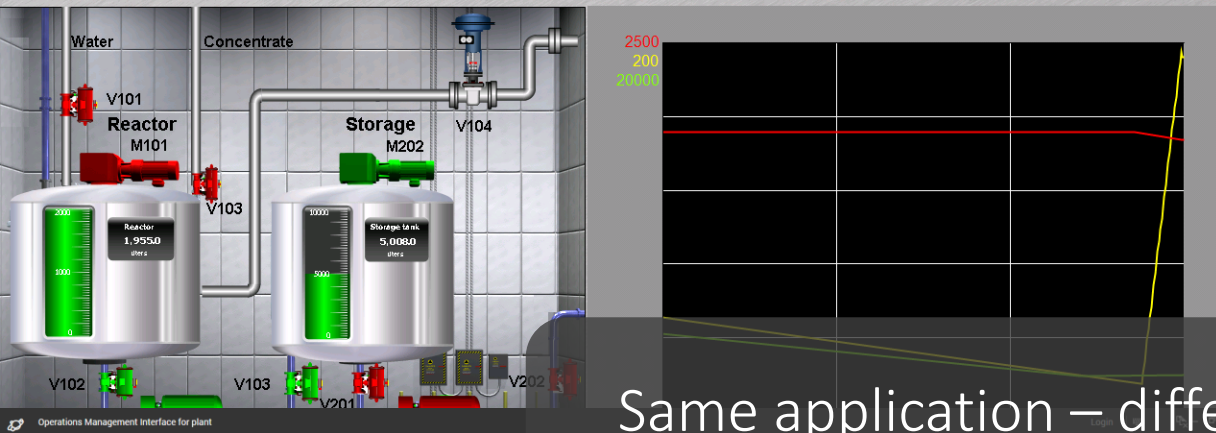 Water
Concentrate
V101
Reactor
M101
V103
Storage
M202
V104
2000
1000
0
Reactor
1,955.0
liters
10000
5000
0
Storage tank
5,008.0
liters
V102
V103
V201
V202
2500
200
20000
Same application – diffe
Operations Management Interface for plant
Login